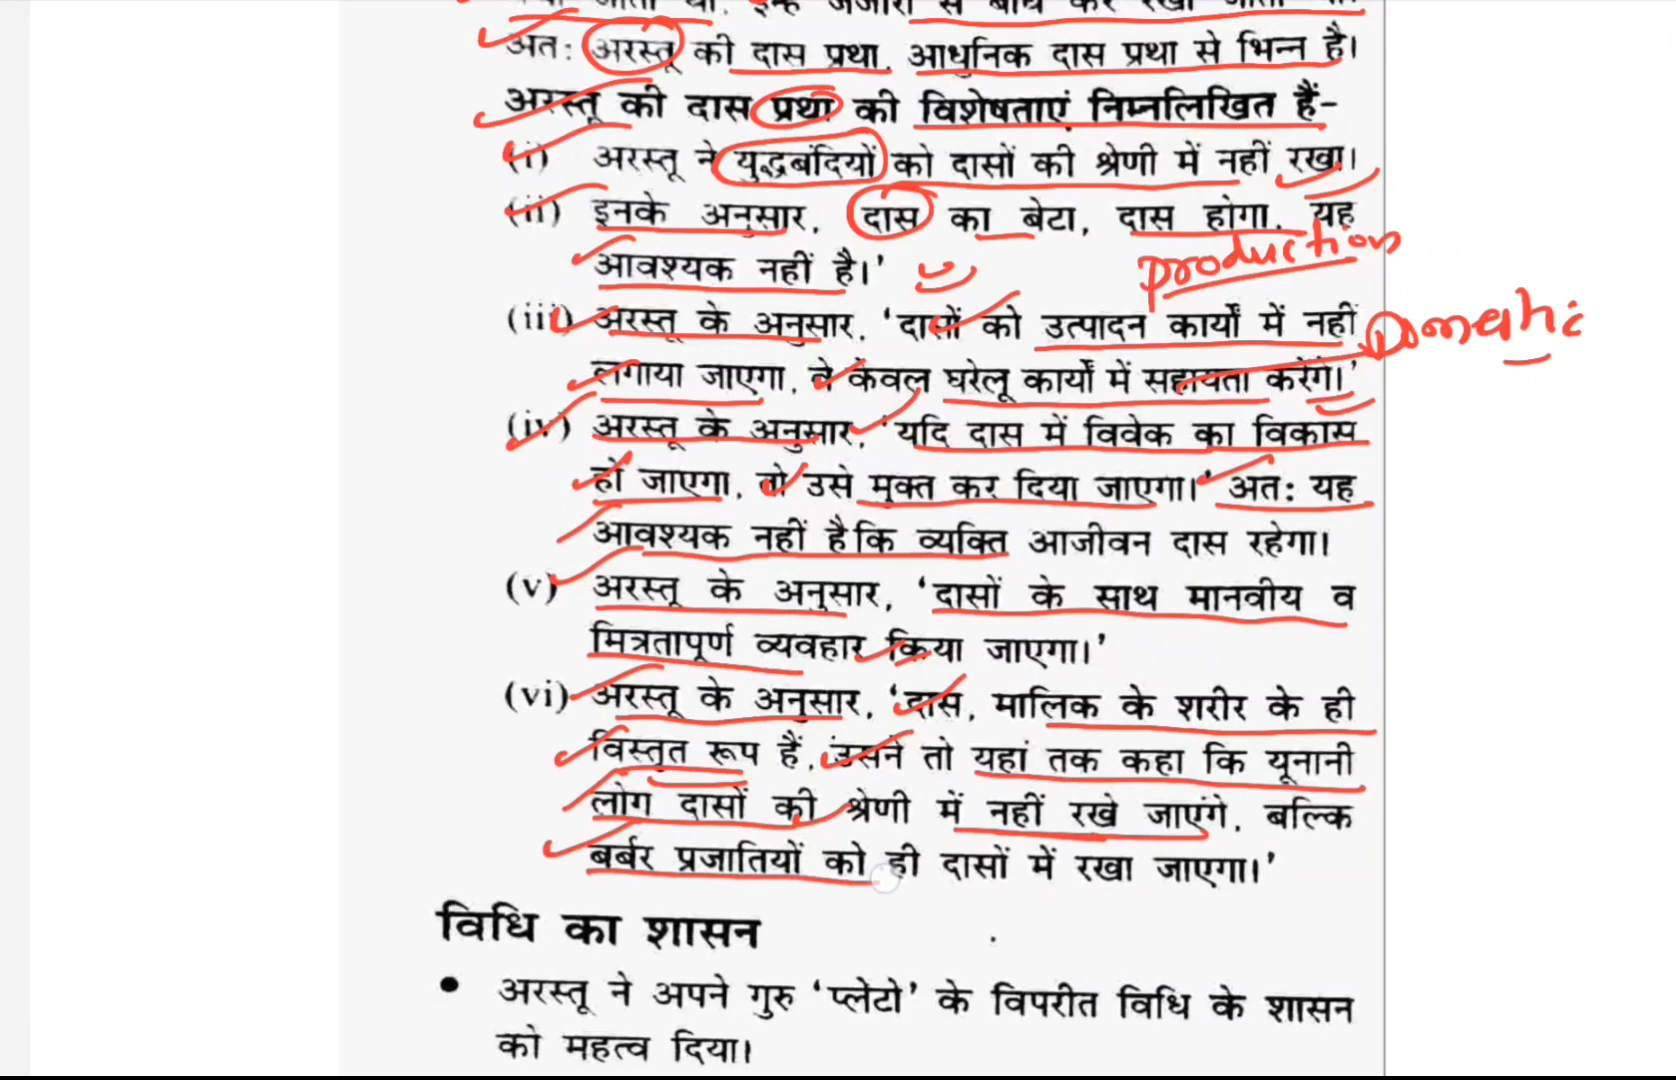 से बांध कर रखा जाता
अतः अरस्तू की दास प्रथा, आधुनिक दास प्रथा से भिन्न है।
अरस्तू की दास प्रथा की विशेषताएं निम्नलिखित हैं-
(i) अरस्तू ने युद्धबंदियों को दासों की श्रेणी में नहीं रखा।
(ii) इनके अनुसार, दास का बेटा, दास होगा, यह
आवश्यक नहीं है।'
production
(iii) अरस्तू के अनुसार, 'दासों को उत्पादन कार्यों में नहीं
Domestic
लगाया जाएगा, वे केवल घरेलू कार्यों में सहायता करेंगे।'
(iv) अरस्तू के अनुसार, 'यदि दास में विवेक का विकास
हो जाएगा, तो उसे मुक्त कर दिया जाएगा।' अतः यह
आवश्यक नहीं है कि व्यक्ति आजीवन दास रहेगा।
(v) अरस्तू के अनुसार, 'दासों के साथ मानवीय व
मित्रतापूर्ण व्यवहार किया जाएगा।'
(vi) अरस्तू के अनुसार, 'दास, मालिक के शरीर के ही
विस्तृत रूप हैं, उसने तो यहां तक कहा कि यूनानी
लोग दासों की श्रेणी में नहीं रखे जाएंगे, बल्कि
बर्बर प्रजातियों को ही दासों में रखा जाएगा।'
विधि का शासन
• अरस्तू ने अपने गुरु 'प्लेटो' के विपरीत विधि के शासन
को महत्व दिया।